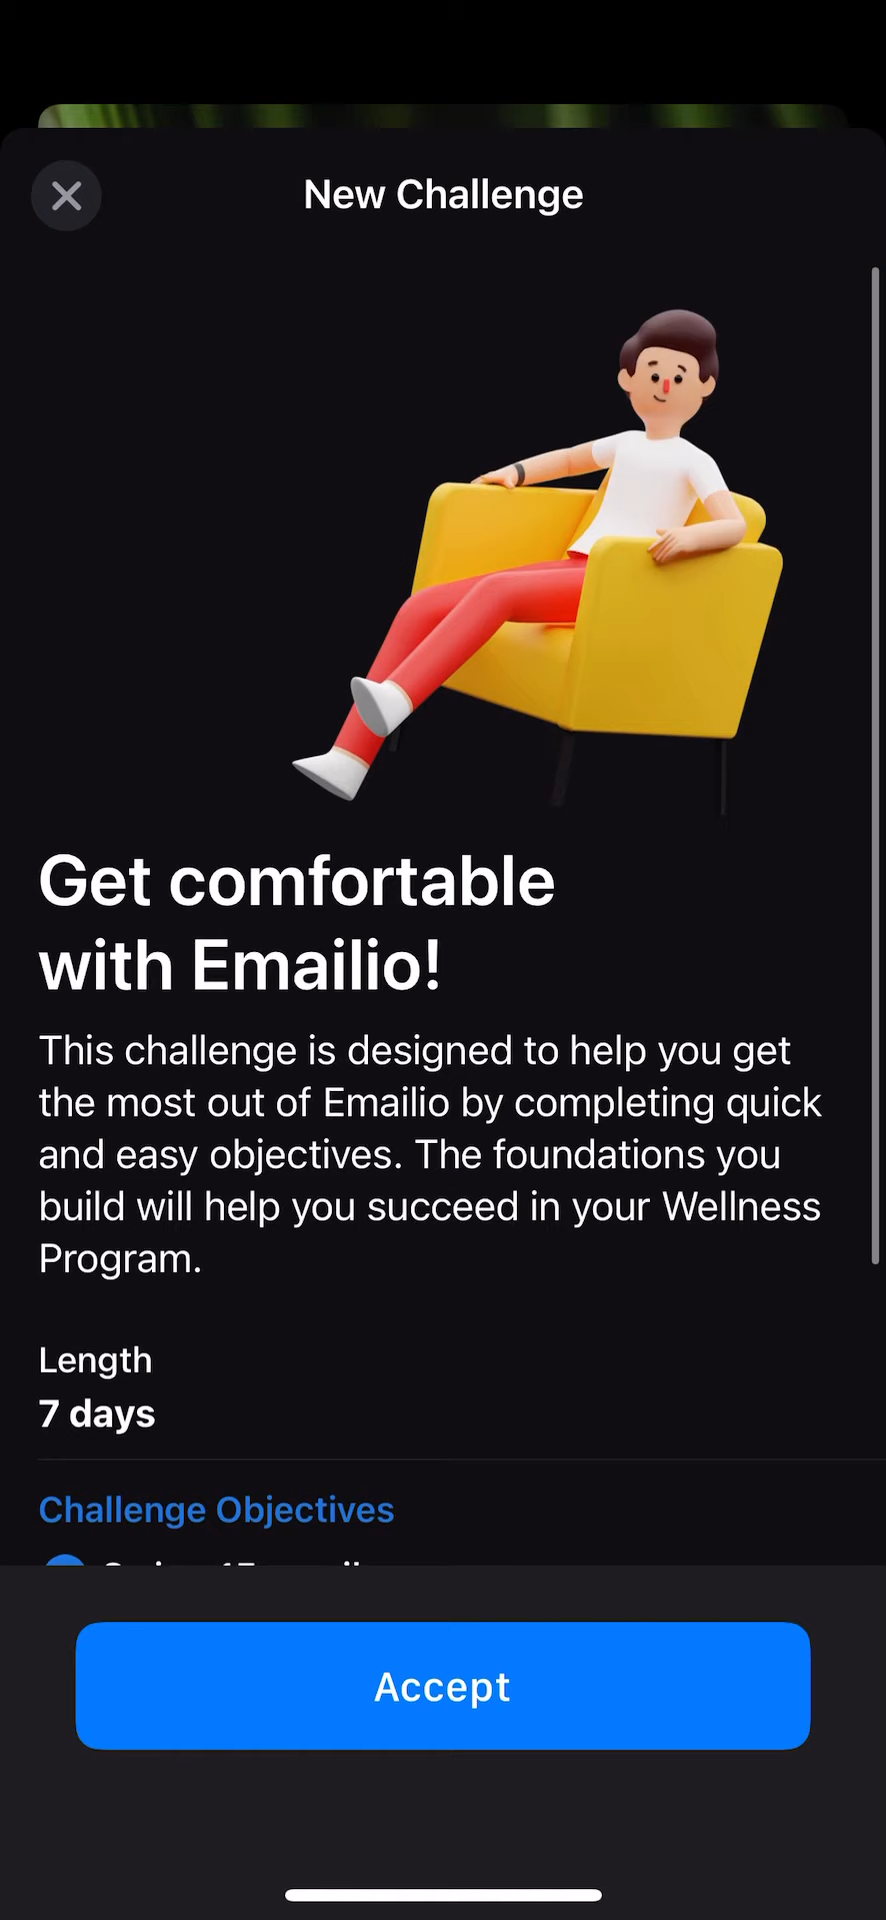 New Challenge
Get comfortable
with Emailio!
This challenge is designed to help you get
the most out of Emailio by completing quick
and easy objectives. The foundations you
build will help you succeed in your Wellness
Program.
Length
7 days
Challenge Objectives
Accept